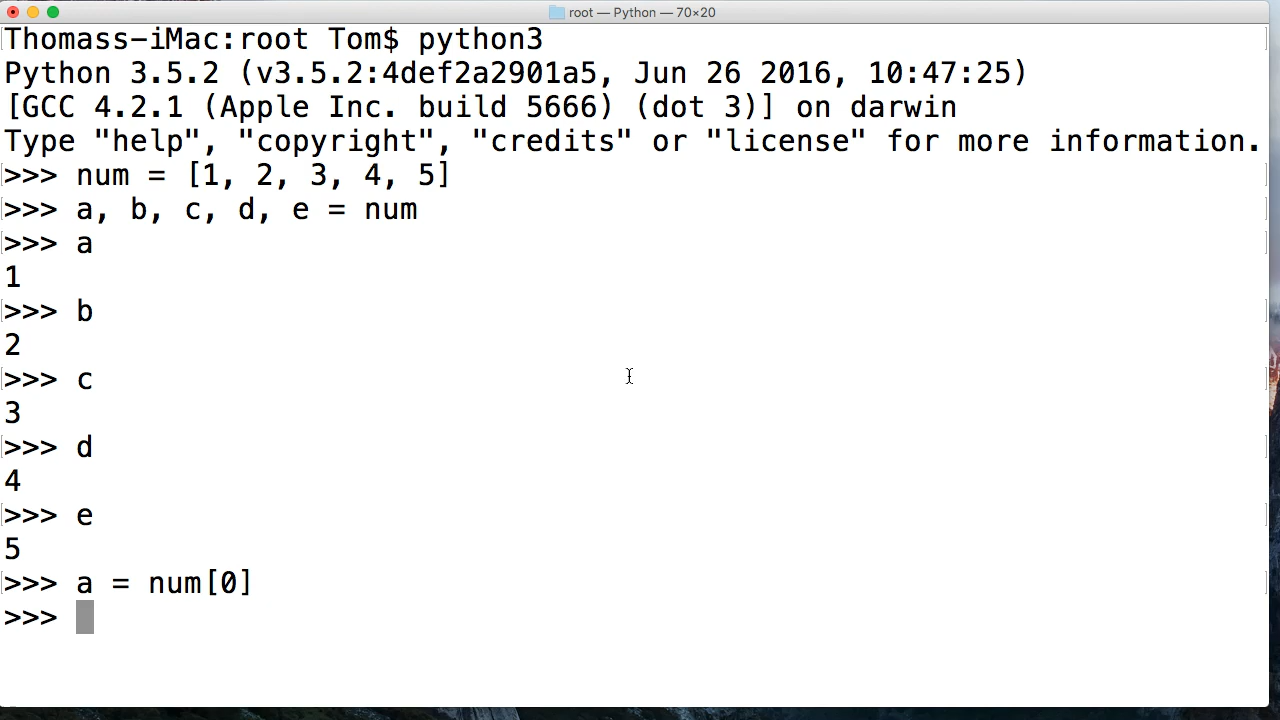 root — Python — 70×20
Thomass-iMac:root Tom$ python3
Python 3.5.2 (v3.5.2:4def2a2901a5, Jun 26 2016, 10:47:25)
[GCC 4.2.1 (Apple Inc. build 5666) (dot 3)] on darwin
Type "help", "copyright", "credits" or "license" for more information.
>>> num = [1, 2, 3, 4, 5]
>>> a, b, c, d, e = num
>>> a
1
>>> b
2
>>> c
3
>>> d
4
>>> e
5
>>> a = num[0]
>>>